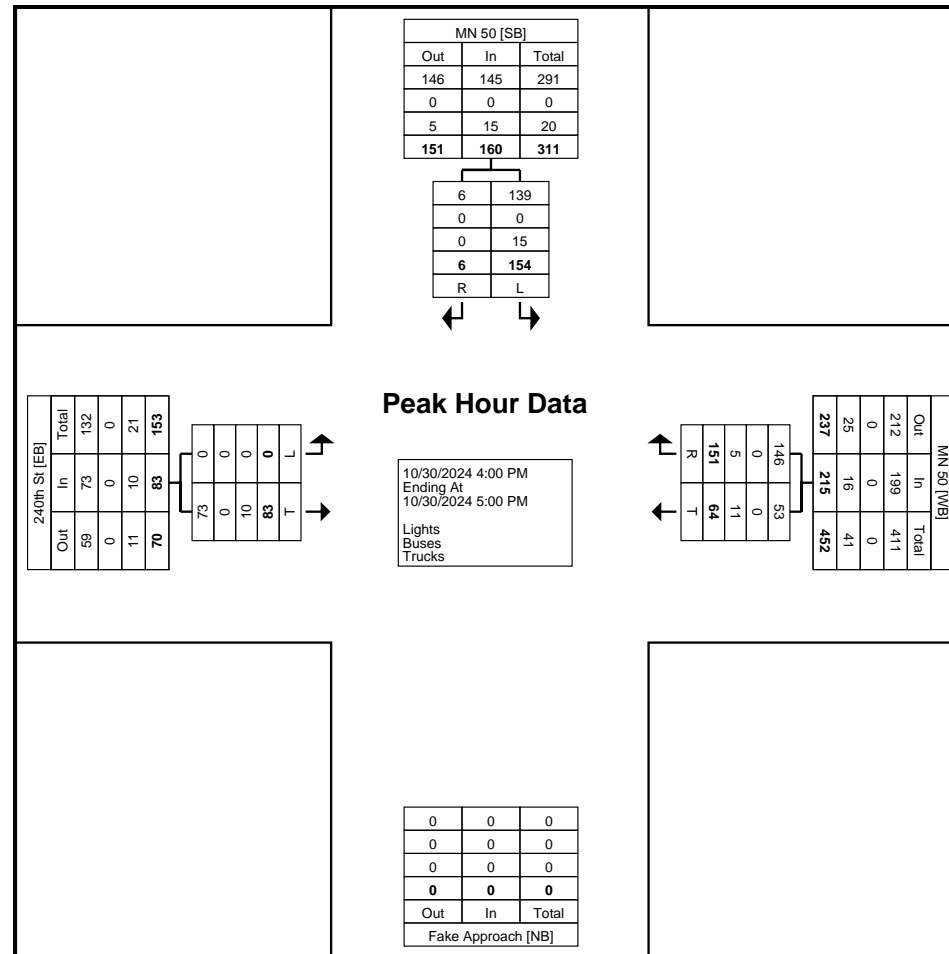 MN 50 [SB]
Out In Total
146 145 291
0 0 0
5 15 20
151 160 311
6 139
0 0
0 15
6 154
R L
Peak Hour Data
10/30/2024 4:00 PM
Ending At
10/30/2024 5:00 PM
Lights
Buses
Trucks
240th St [EB]
Total In Out
132 73 59
0 0 0
21 10 11
153 83 70
0 73
0 0
0 10
0 83
L T
MN 50 [WB]
Out In Total
212 199 411
0 0 0
25 16 41
237 215 452
146 53
0 0
5 11
151 64
R T
0 0 0
0 0 0
0 0 0
0 0 0
Out In Total
Fake Approach [NB]